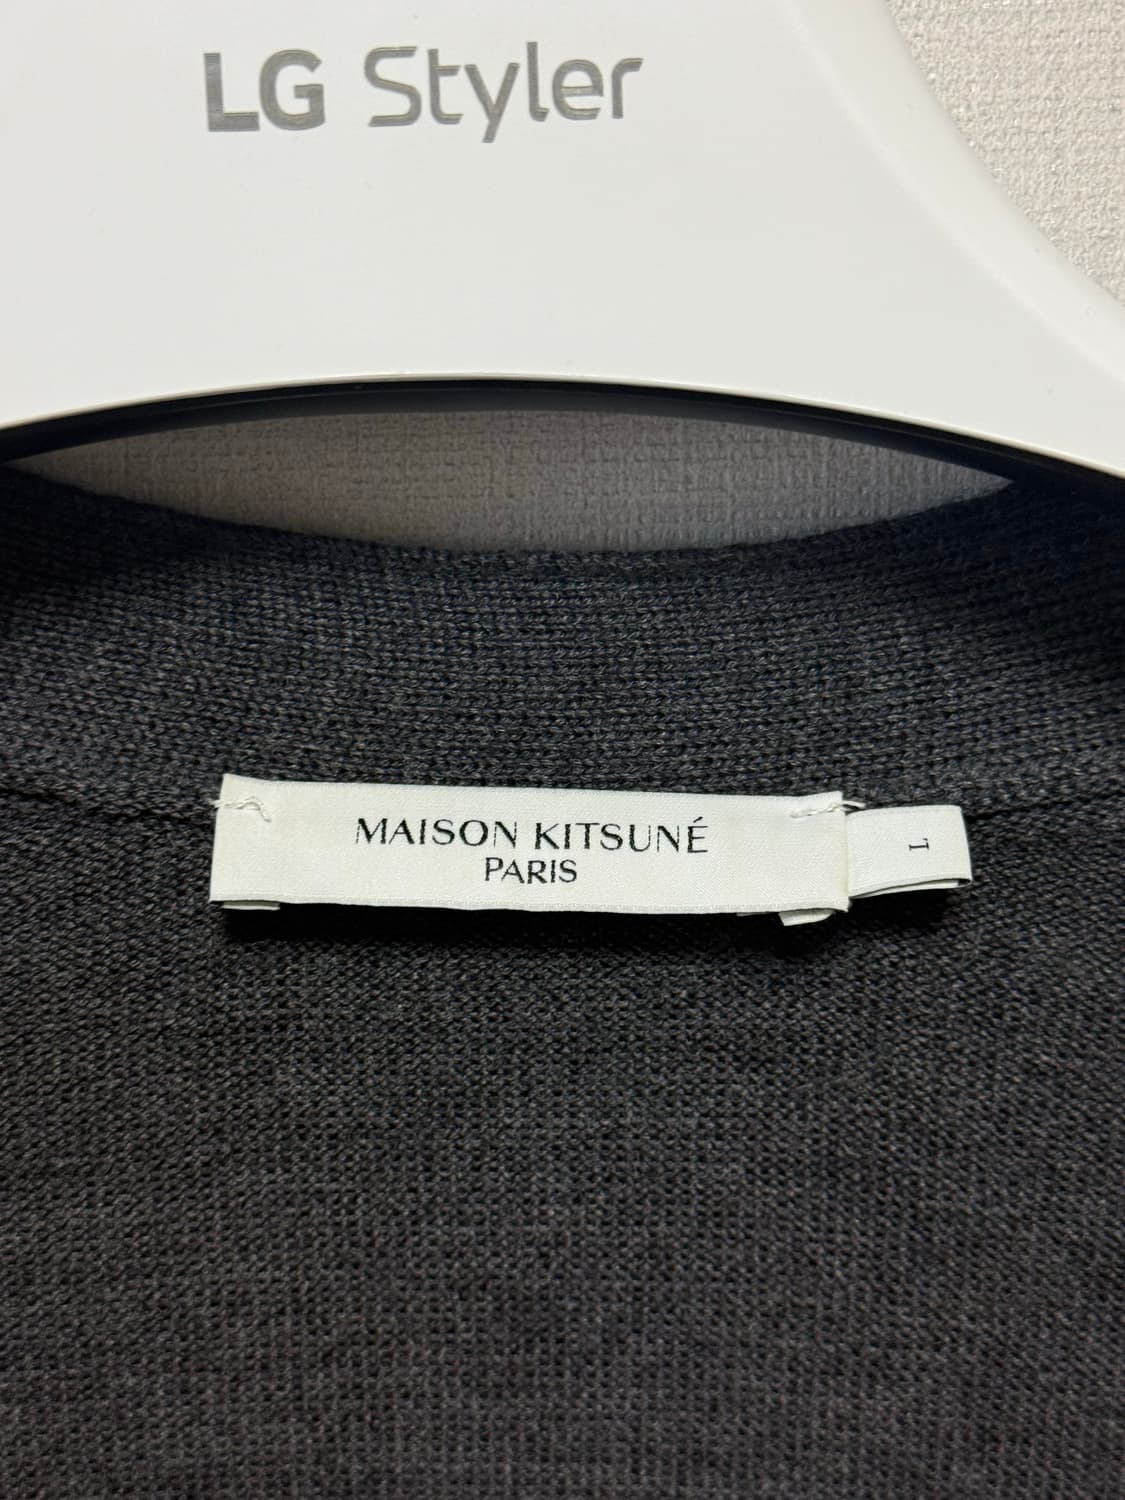 LG Styler
MAISON KITSUNÉ
PARIS
L